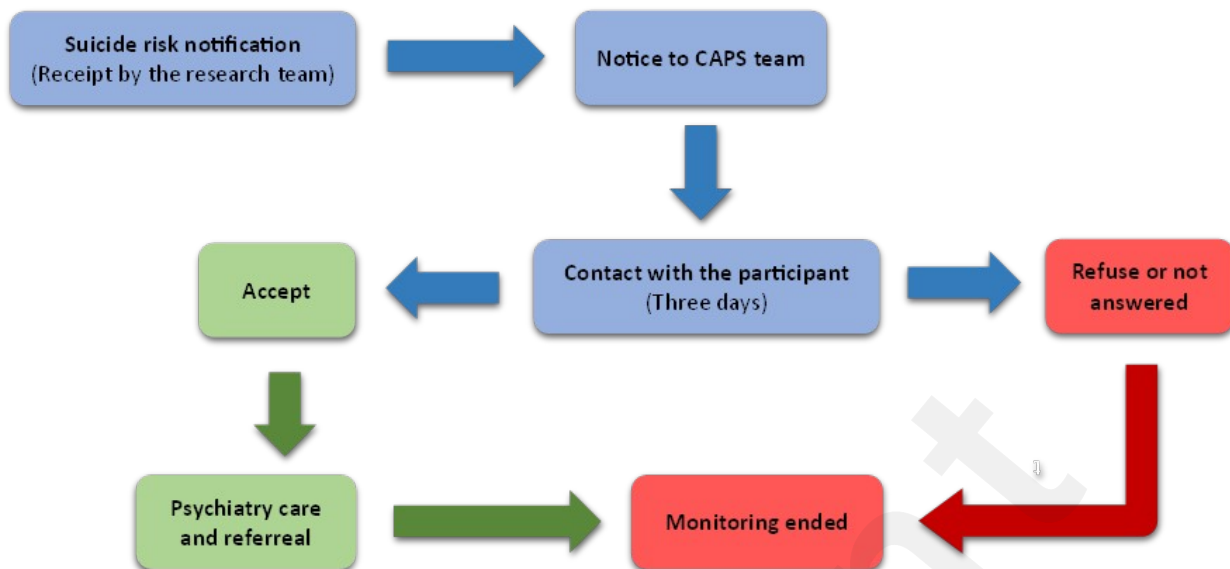 Suicide risk notification
(Receipt by the research team)
Notice to CAPS team
Accept
Contact with the participant
(Three days)
Refuse or not
answered
Psychiatry care
and referreal
Monitoring ended